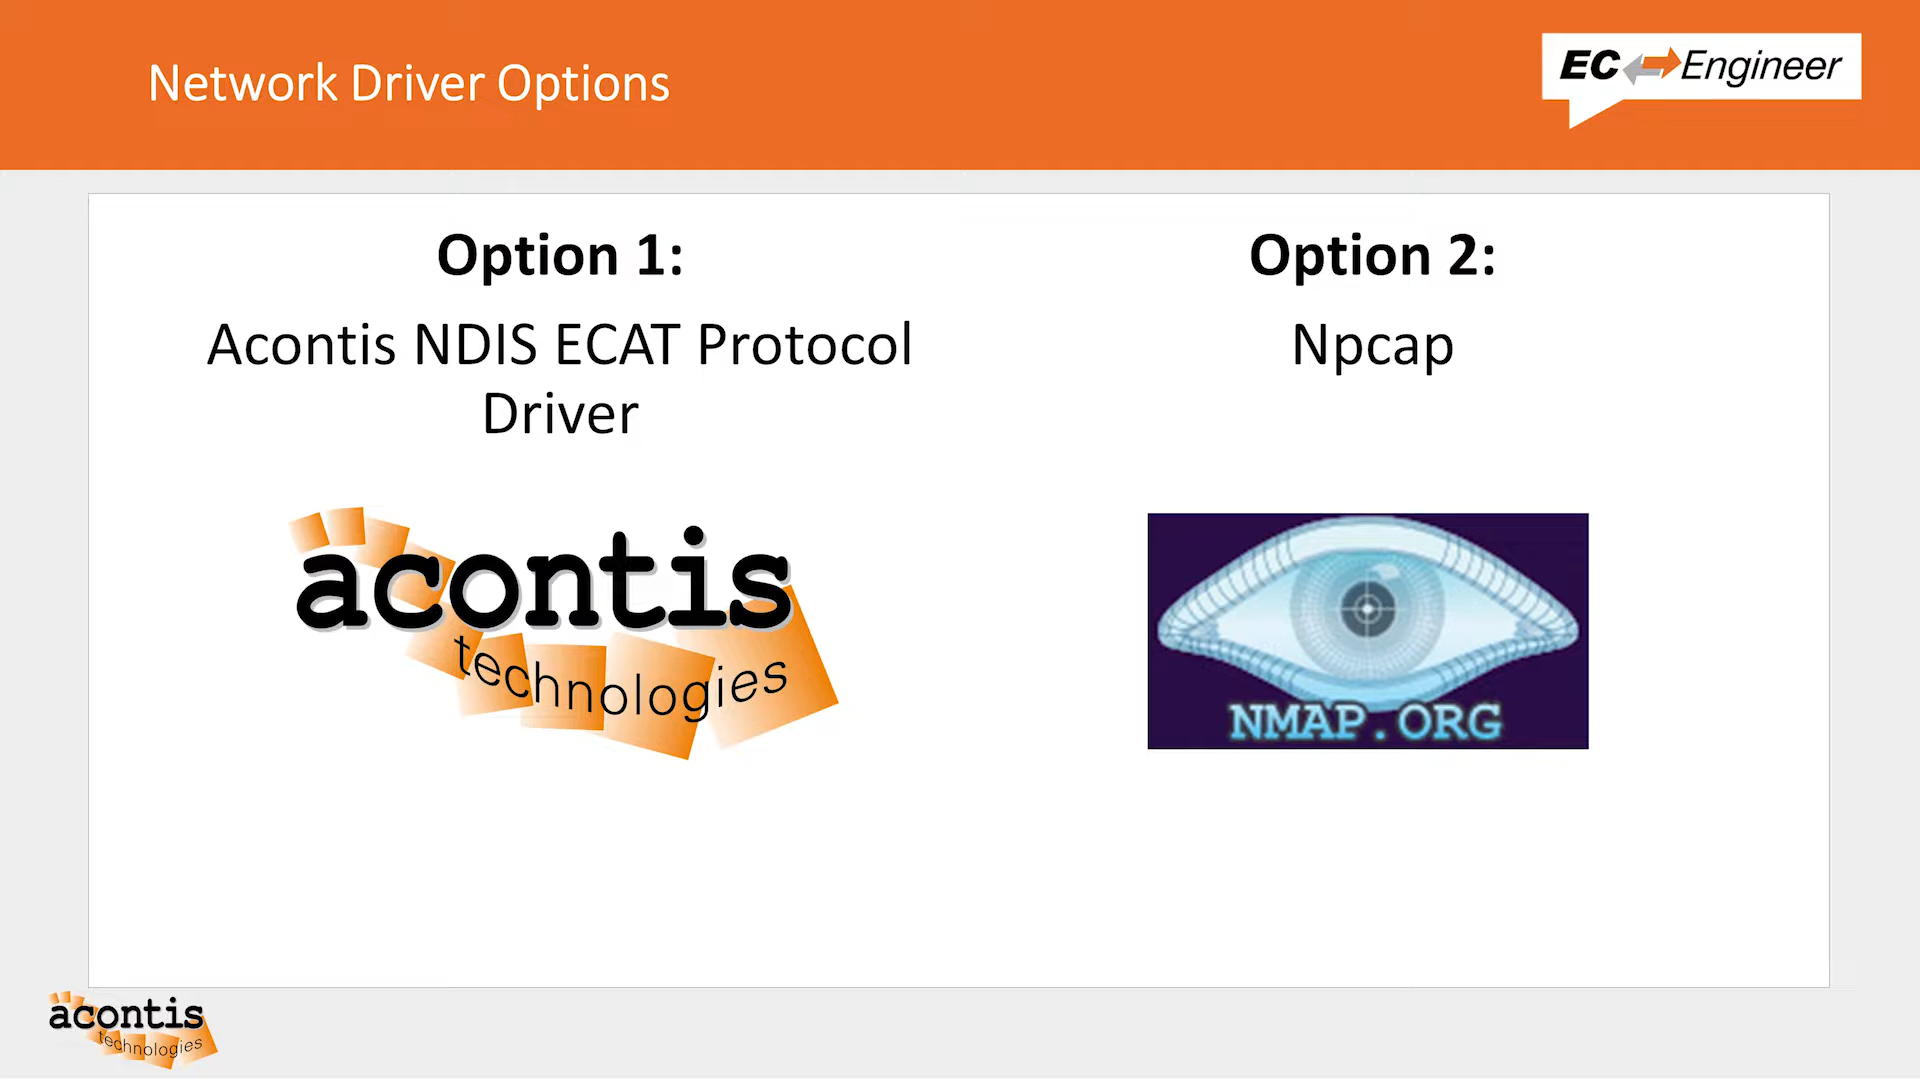 Network Driver Options
EC Engineer
Option 1:
Acontis NDIS ECAT Protocol
Driver
Option 2:
Npcap
acontis
technologies
NMAP.ORG
acontis
technologies